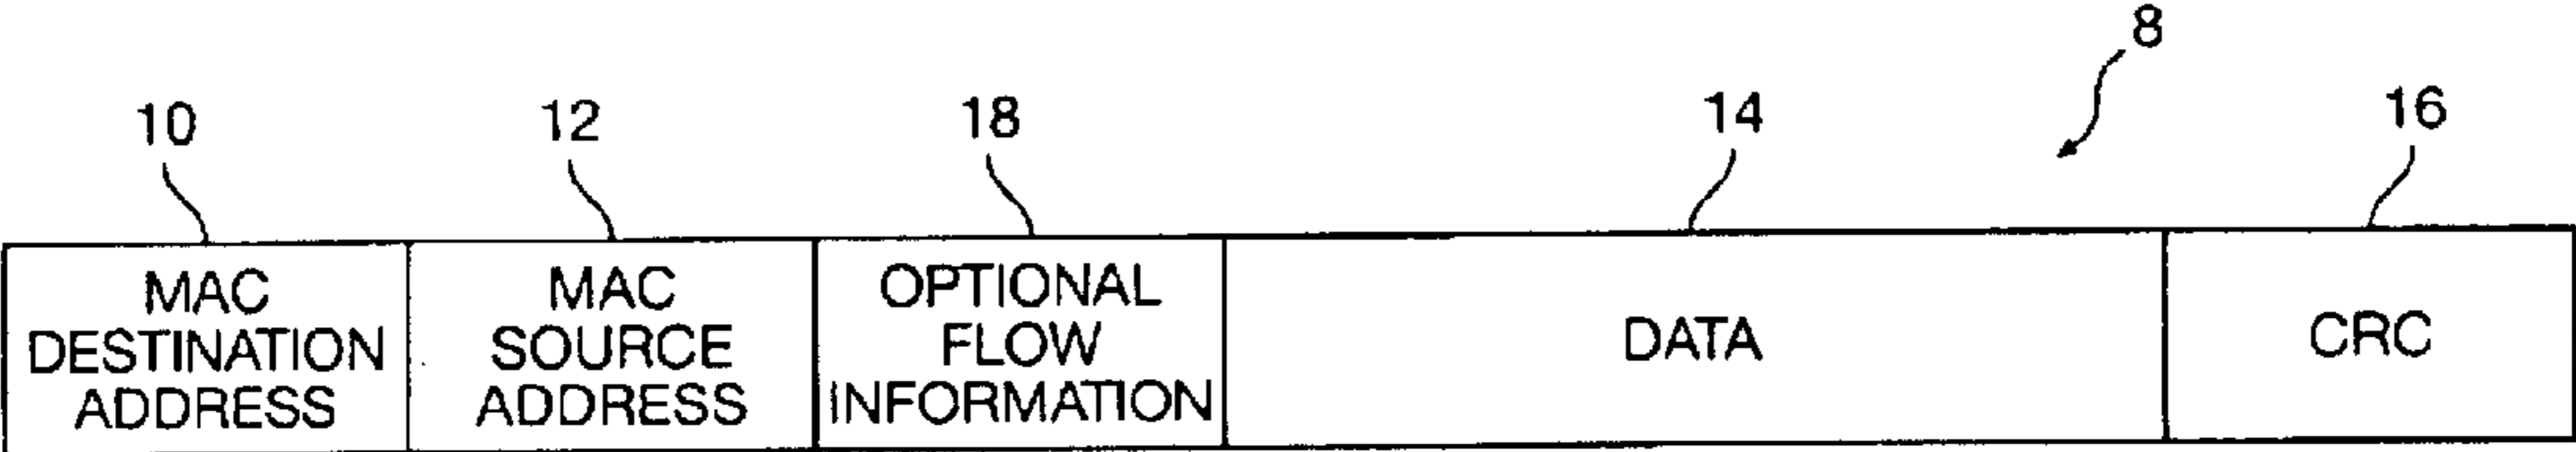 8
10
12
18
14
16
MAC
DESTINATION
ADDRESS
MAC
SOURCE
ADDRESS
OPTIONAL
FLOW
INFORMATION
DATA
CRC